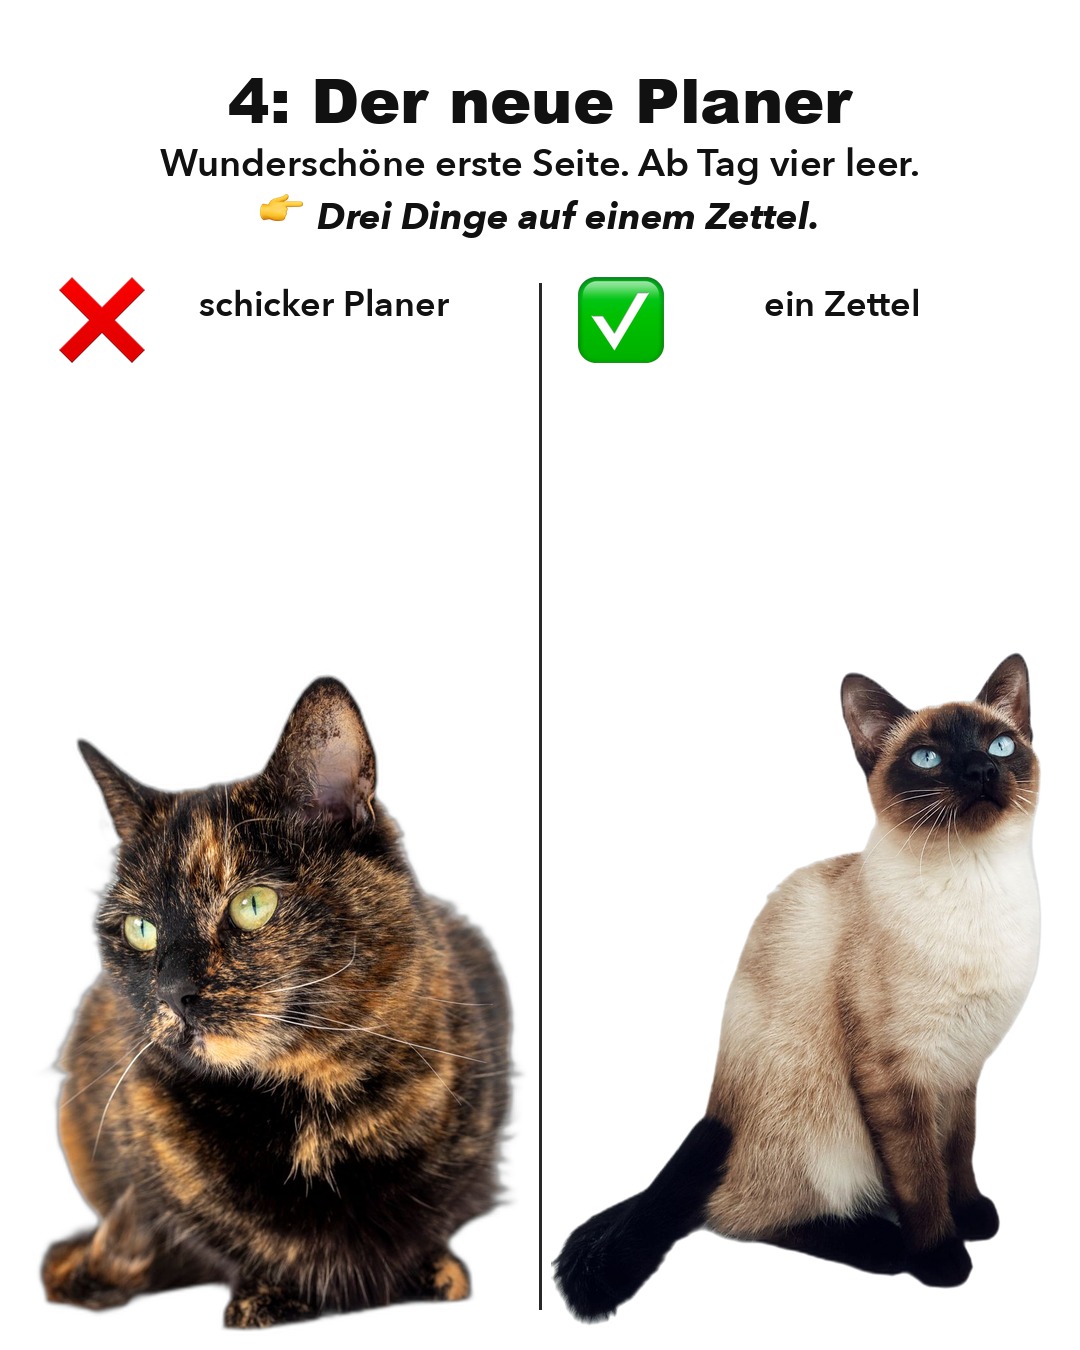 4: Der neue Planer
Wunderschöne erste Seite. Ab Tag vier leer.
👉 Drei Dinge auf einem Zettel.
❌ schicker Planer
✅ ein Zettel